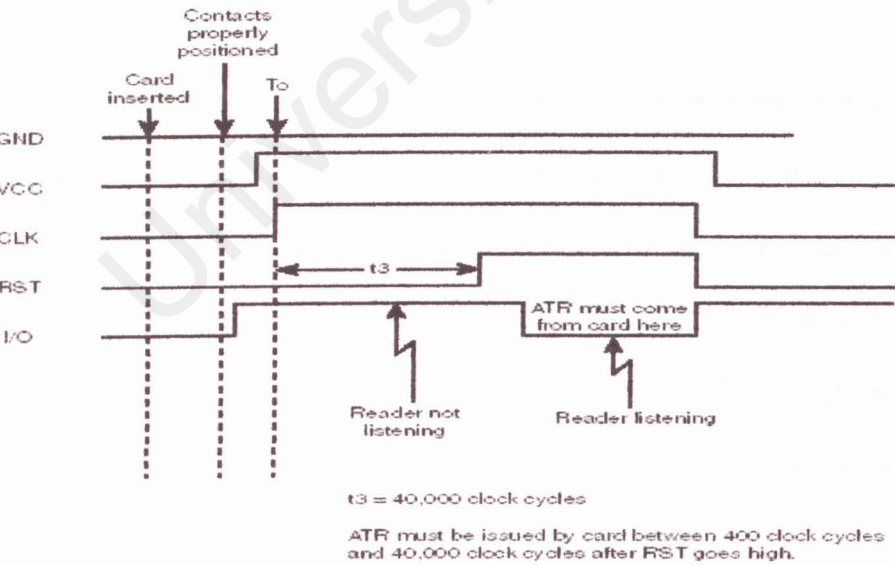 Contacts
properly
positioned
Card
inserted
To
GND
VCC
CLK
RST
I/O
t3
ATR must come
from card here
Reader not
listening
Reader listening
t3 = 40,000 clock cycles
ATR must be issued by card between 400 clock cycles
and 40,000 clock cycles after RST goes high.
Universi